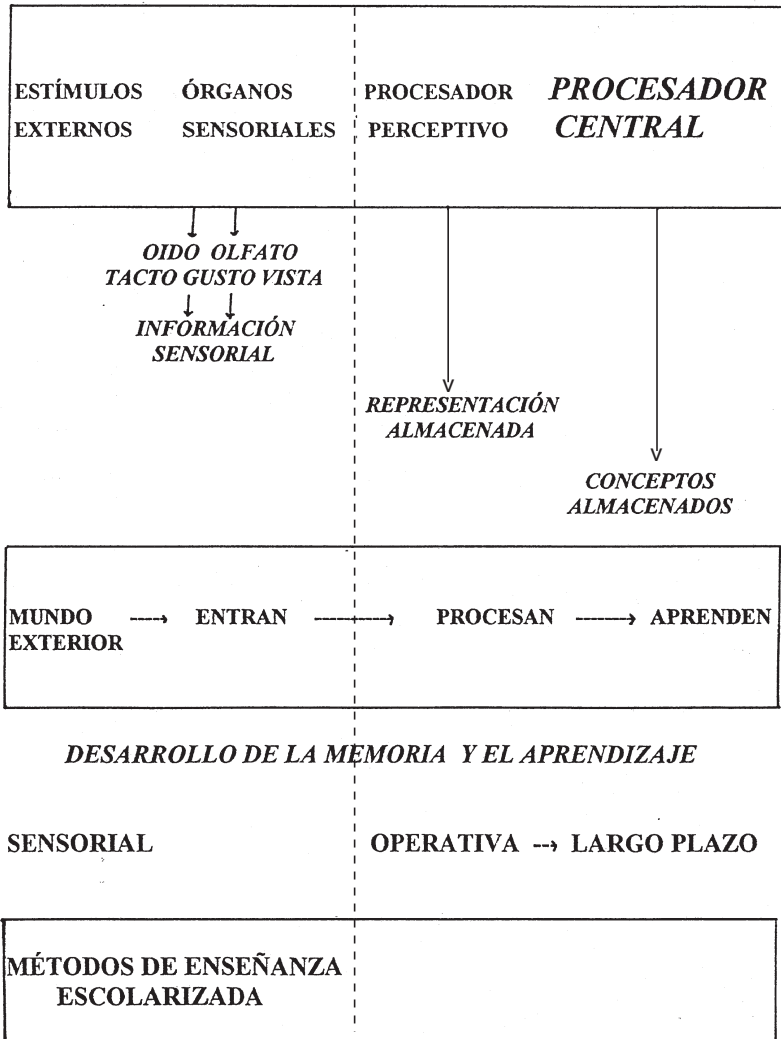 ESTÍMULOS ÓRGANOS PROCESADOR PROCESADOR
EXTERNOS SENSORIALES PERCEPTIVO CENTRAL
OIDO OLFATO
TACTO GUSTO VISTA
INFORMACIÓN
SENSORIAL
REPRESENTACIÓN
ALMACENADA
CONCEPTOS
ALMACENADOS
MUNDO ENTRAN PROCESAN APRENDEN
EXTERIOR
DESARROLLO DE LA MEMORIA Y EL APRENDIZAJE
SENSORIAL OPERATIVA LARGO PLAZO
MÉTODOS DE ENSEÑANZA
ESCOLARIZADA